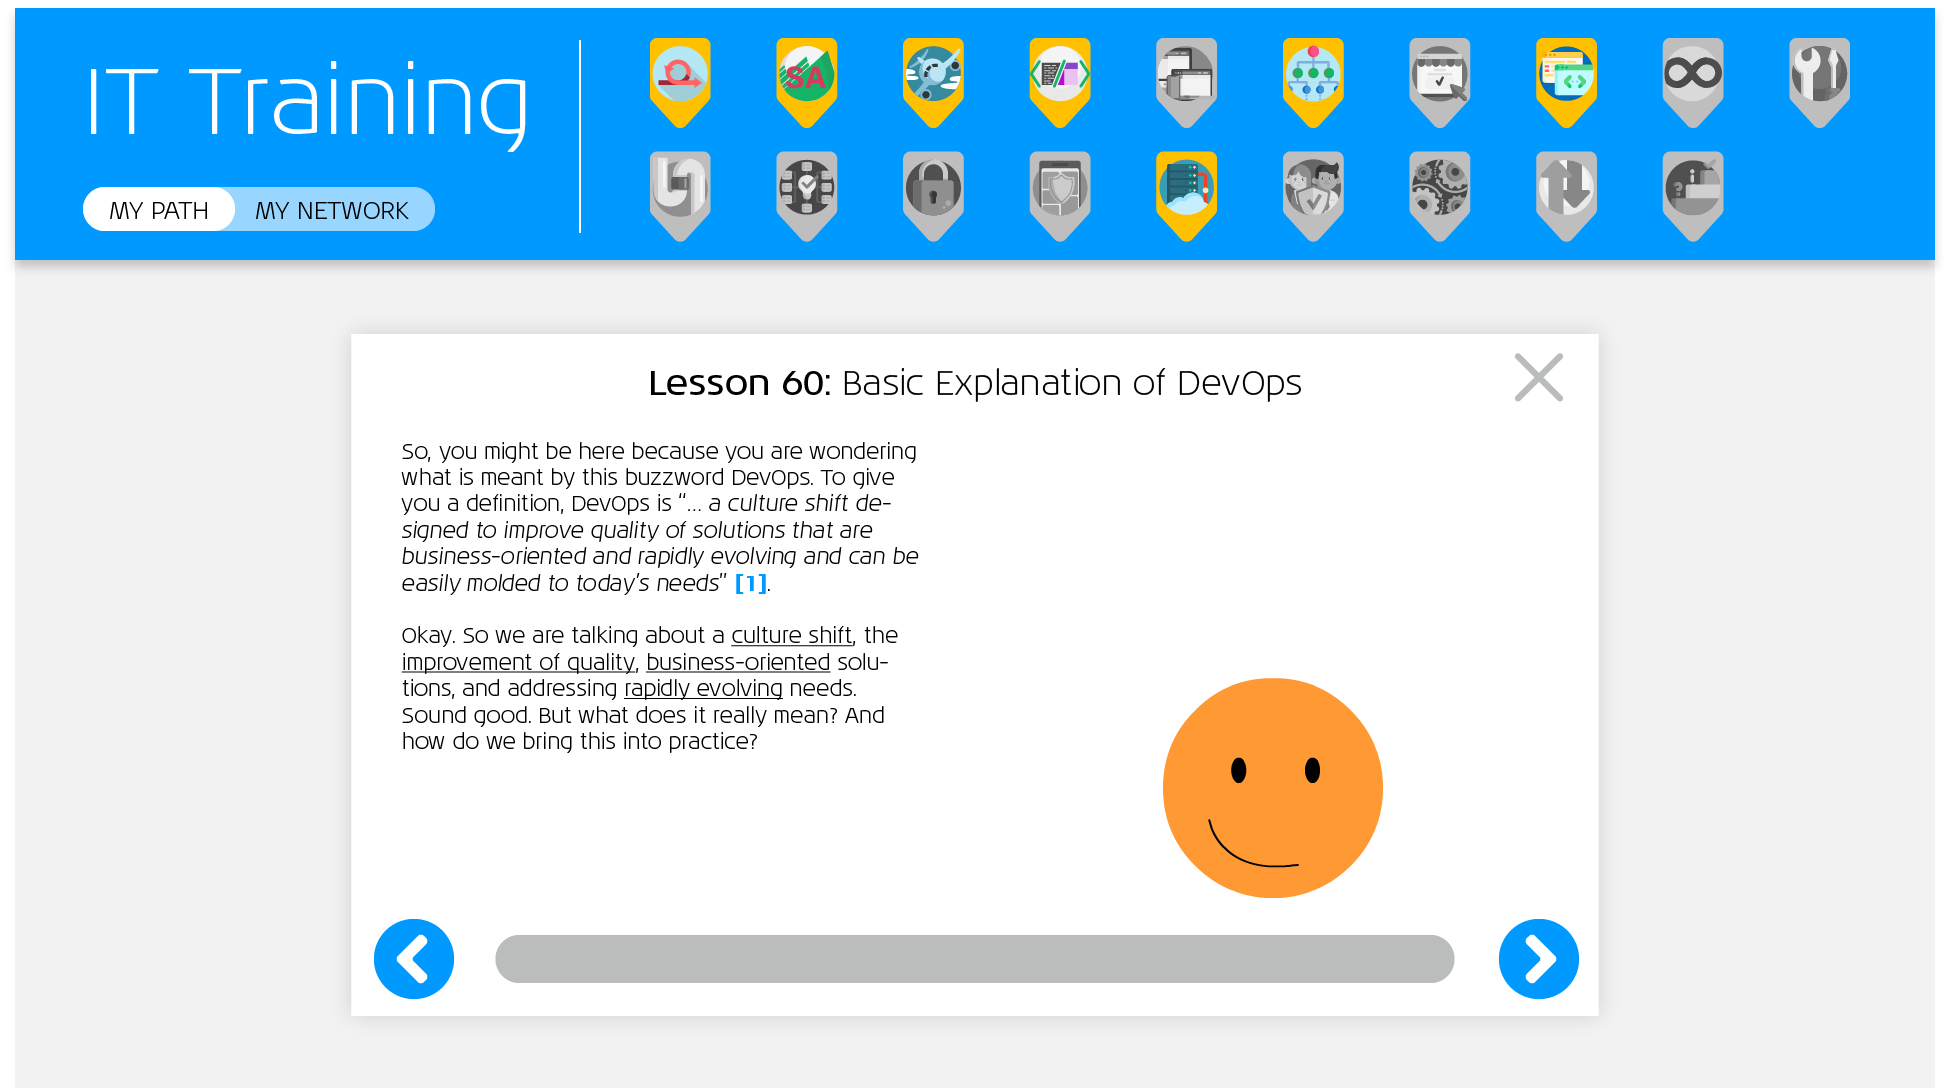 IT Training
MY PATH
MY NETWORK
SA
Lesson 60: Basic Explanation of DevOps
So, you might be here because you are wondering
what is meant by this buzzword DevOps. To give
you a definition, DevOps is “... a culture shift de-
signed to improve quality of solutions that are
business-oriented and rapidly evolving and can be
easily molded to today's needs” [1].
Okay. So we are talking about a culture shift, the
improvement of quality, business-oriented solu-
tions, and addressing rapidly evolving needs.
Sound good. But what does it really mean? And
how do we bring this into practice?